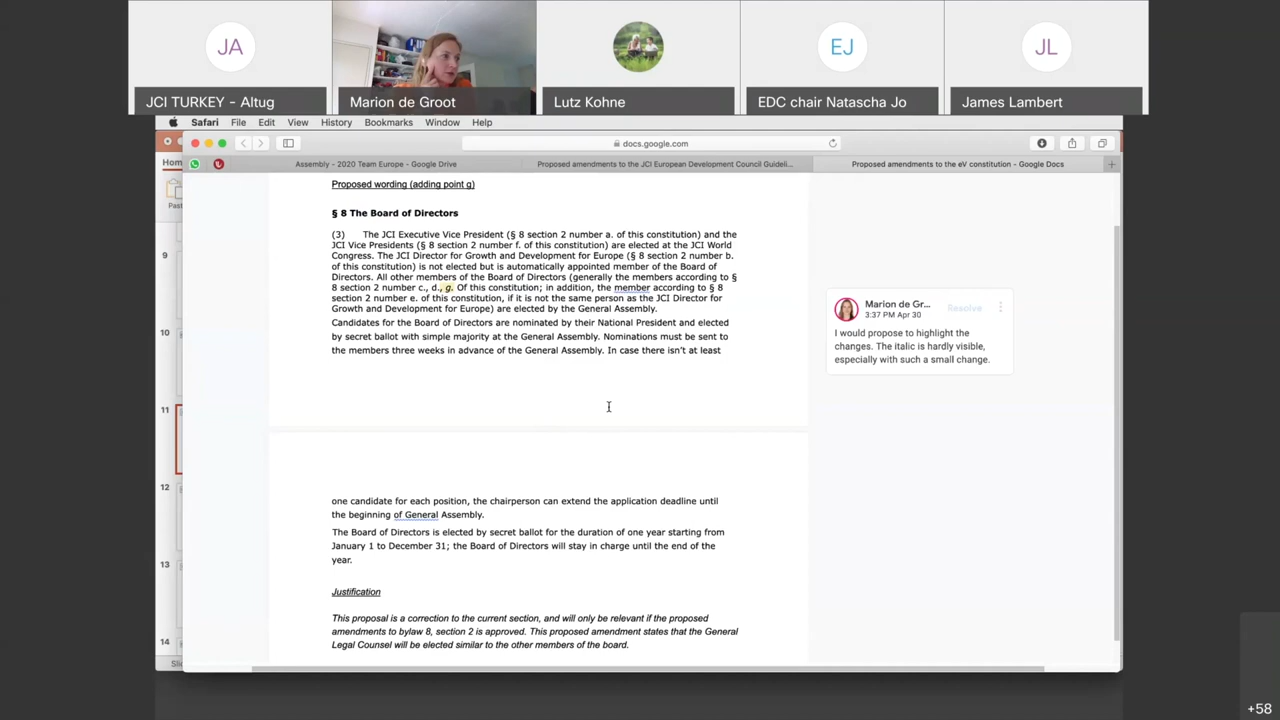 JA
EJ
JL
JCI TURKEY - Altug
Marion de Groot
Lutz Kohne
EDC chair Natascha Jo
James Lambert
Safari File Edit View History Bookmarks Window Help
docs.google.com
Assembly - 2020 Team Europe - Google Drive
Proposed amendments to the JCI European Development Council Guideli...
Proposed amendments to the eV constitution - Google Docs
Hom
Past
9
10
11
12
13
14
Sli
Proposed wording (adding point g)
§ 8 The Board of Directors
(3) The JCI Executive Vice President (§ 8 section 2 number a. of this constitution) and the
JCI Vice Presidents (§ 8 section 2 number f. of this constitution) are elected at the JCI World
Congress. The JCI Director for Growth and Development for Europe (§ 8 section 2 number b.
of this constitution) is not elected but is automatically appointed member of the Board of
Directors. All other members of the Board of Directors (generally the members according to §
8 section 2 number c., d., g. Of this constitution; in addition, the member according to § 8
section 2 number e. of this constitution, if it is not the same person as the JCI Director for
Growth and Development for Europe) are elected by the General Assembly.
Candidates for the Board of Directors are nominated by their National President and elected
by secret ballot with simple majority at the General Assembly. Nominations must be sent to
the members three weeks in advance of the General Assembly. In case there isn't at least
one candidate for each position, the chairperson can extend the application deadline until
the beginning of General Assembly.
The Board of Directors is elected by secret ballot for the duration of one year starting from
January 1 to December 31; the Board of Directors will stay in charge until the end of the
year.
Justification
This proposal is a correction to the current section, and will only be relevant if the proposed
amendments to bylaw 8, section 2 is approved. This proposed amendment states that the General
Legal Counsel will be elected similar to the other members of the board.
Marion de Gr...
Resolve
3:37 PM Apr 30
I would propose to highlight the
changes. The italic is hardly visible,
especially with such a small change.
+58